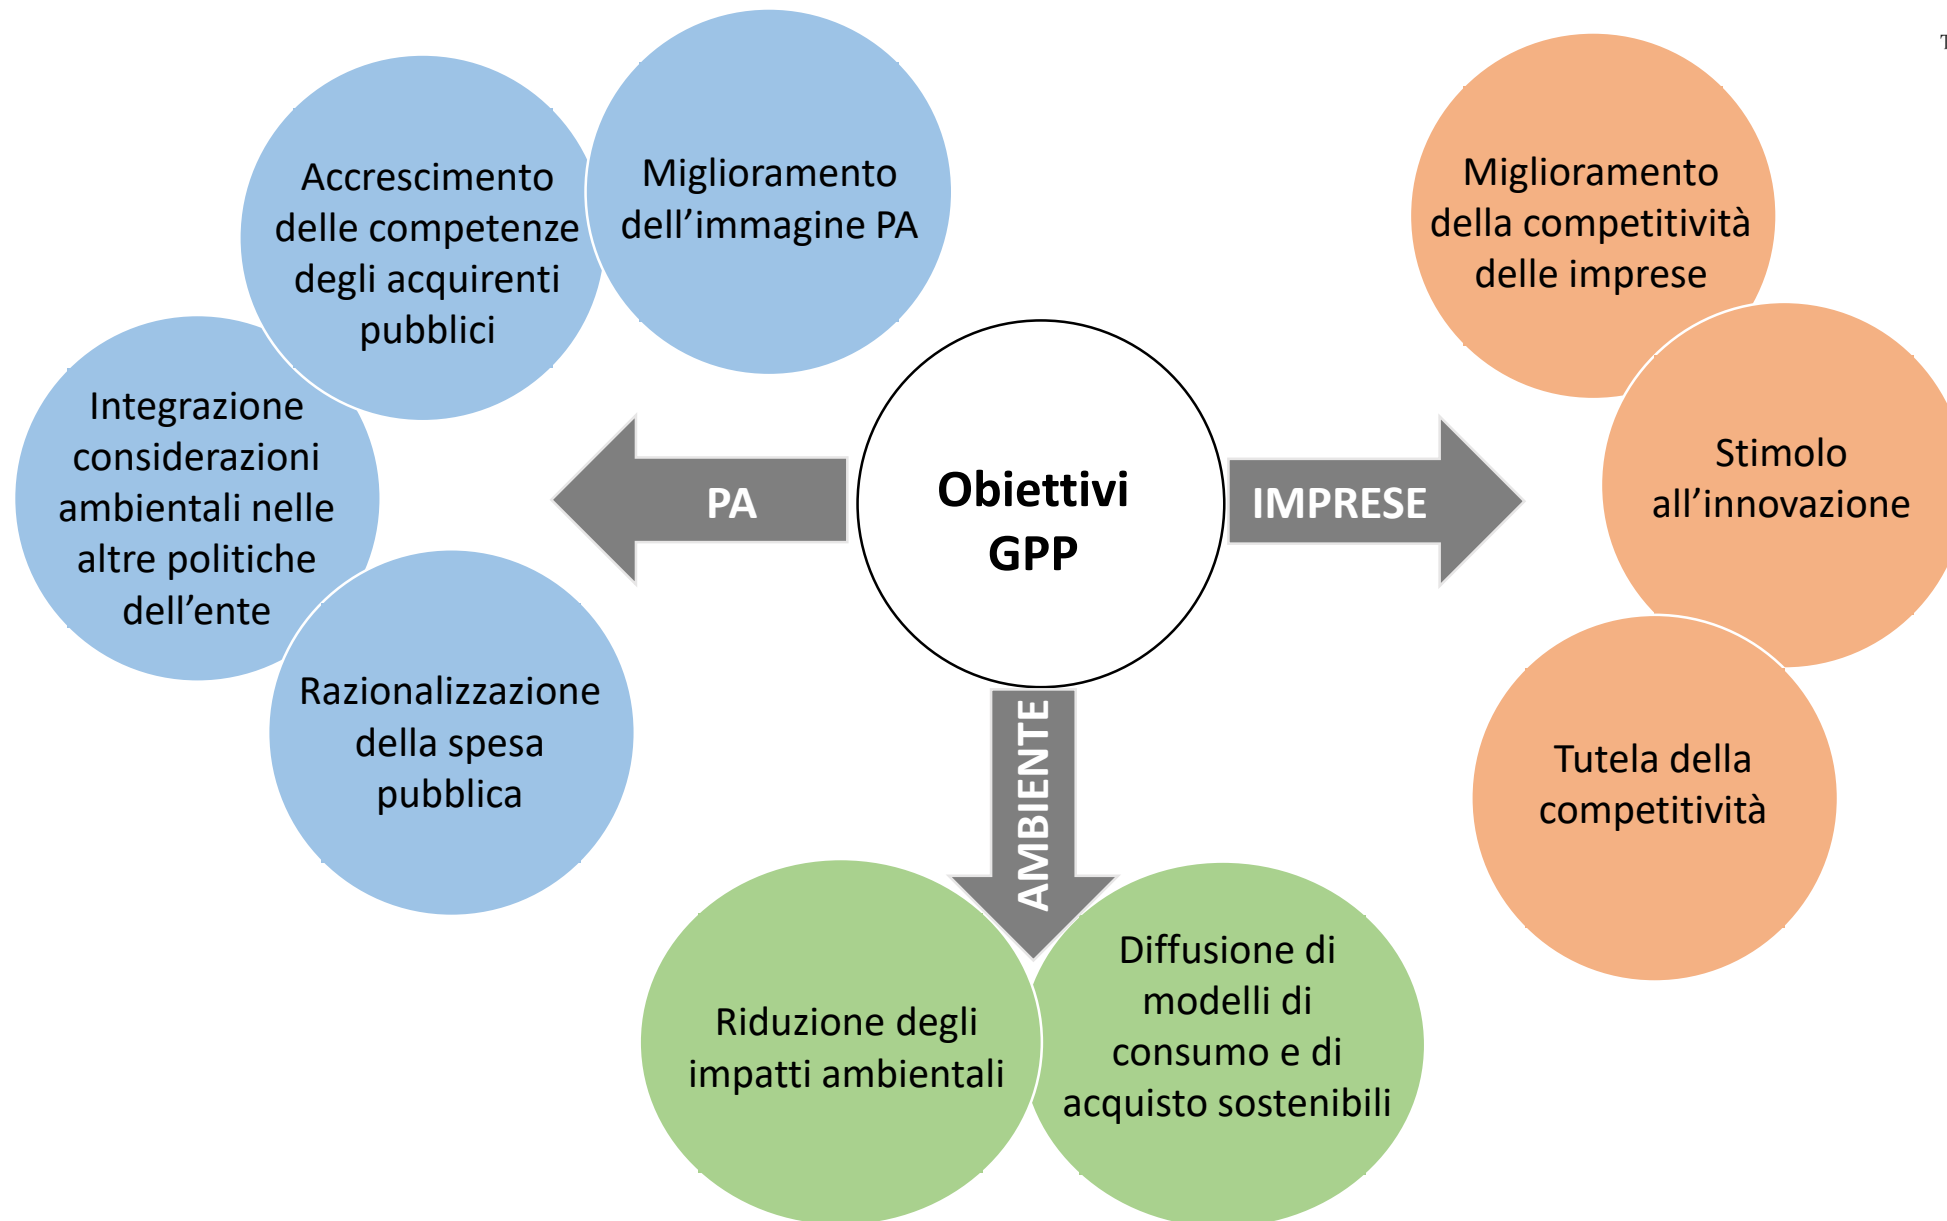 T
Accrescimento
delle competenze
degli acquirenti
pubblici
Miglioramento
dell’immagine PA
Integrazione
considerazioni
ambientali nelle
altre politiche
dell’ente
Razionalizzazione
della spesa
pubblica
PA
Obiettivi
GPP
IMPRESE
AMBIENTE
Miglioramento
della competitività
delle imprese
Stimolo
all’innovazione
Tutela della
competitività
Riduzione degli
impatti ambientali
Diffusione di
modelli di
consumo e di
acquisto sostenibili